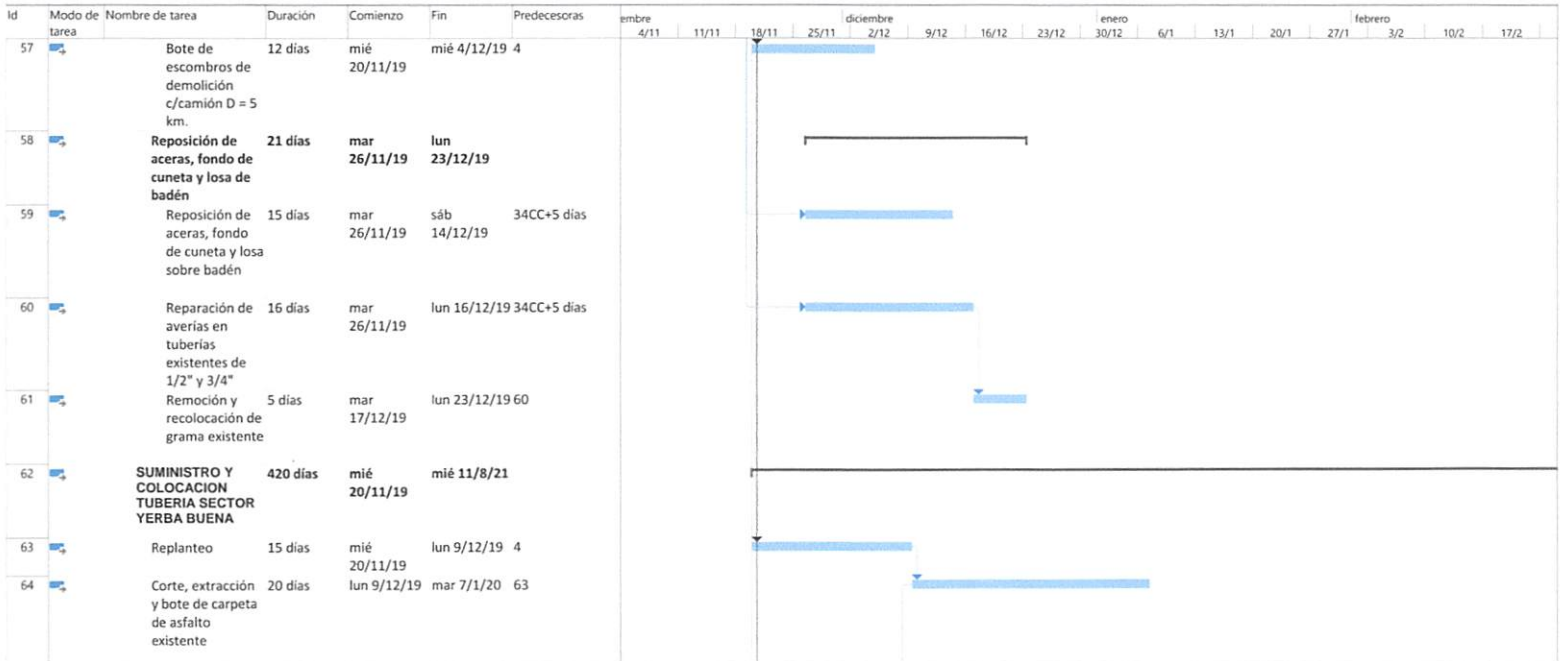 Id Modo de tarea Nombre de tarea Duración Comienzo Fin Predecesoras
embre diciembre enero febrero
4/11 11/11 18/11 25/11 2/12 9/12 16/12 23/12 30/12 6/1 13/1 20/1 27/1 3/2 10/2 17/2
57 Bote de 12 días mié mié 4/12/19 4
escombros de 20/11/19
demolición
c/camión D = 5
km.
58 Reposición de 21 días mar lun
aceras, fondo de 26/11/19 23/12/19
cuneta y losa de
badén
59 Reposición de 15 días mar sáb 34CC+5 días
aceras, fondo 26/11/19 14/12/19
de cuneta y losa
sobre badén
60 Reparación de 16 días mar lun 16/12/19 34CC+5 días
averías en 26/11/19
tuberías
existentes de
1/2" y 3/4"
61 Remoción y 5 días mar lun 23/12/19 60
recolocación de 17/12/19
grama existente
62 SUMINISTRO Y 420 días mié mié 11/8/21
COLOCACION 20/11/19
TUBERIA SECTOR
YERBA BUENA
63 Replanteo 15 días mié lun 9/12/19 4
20/11/19
64 Corte, extracción 20 días lun 9/12/19 mar 7/1/20 63
y bote de carpeta
de asfalto
existente